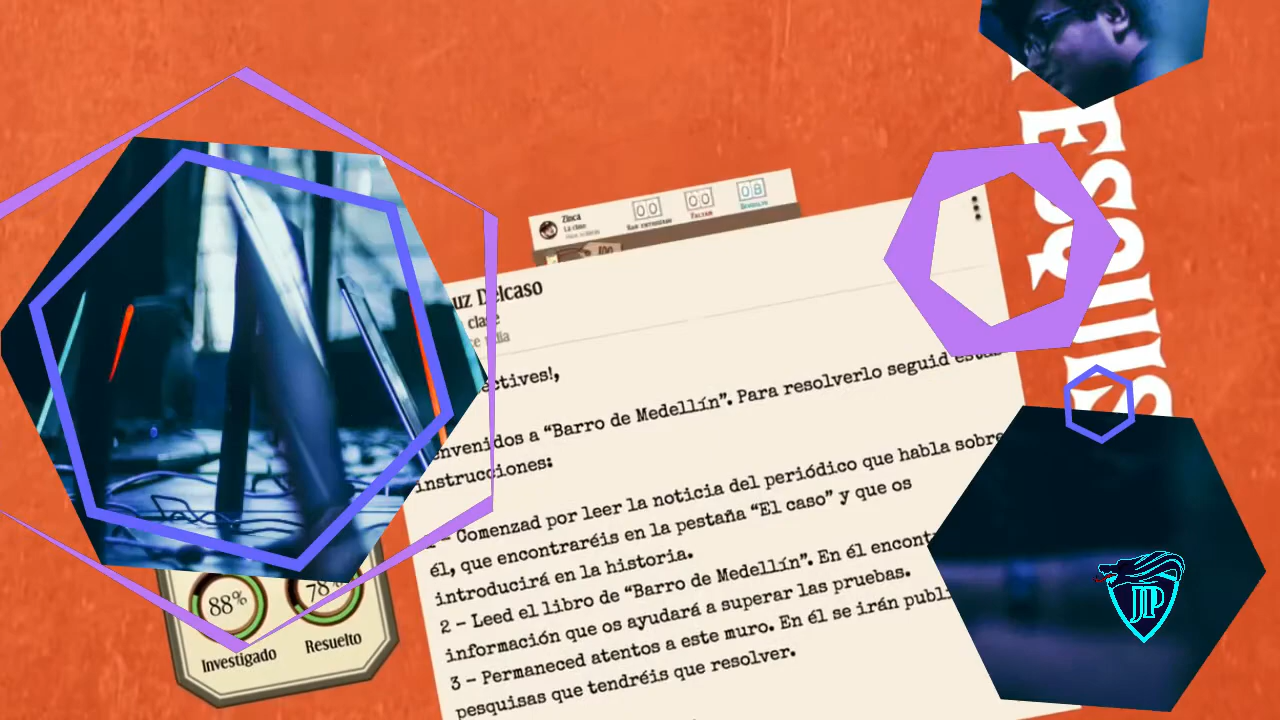 Zinca
La clase
00
00
08
Han entregado
Faltan
Devuelto
uz Delcaso
clase
ectives!,
nvenidos a “Barro de Medellín”. Para resolverlo seguid estas
instrucciones:
– Comenzad por leer la noticia del periódico que habla sobre
él, que encontraréis en la pestaña “El caso” y que os
introducirá en la historia.
2 – Leed el libro de “Barro de Medellín”. En él encont
información que os ayudará a superar las pruebas.
3 – Permaneced atentos a este muro. En él se irán publi
pesquisas que tendréis que resolver.
88%
78%
Investigado
Resuelto
PESQUIS
JP